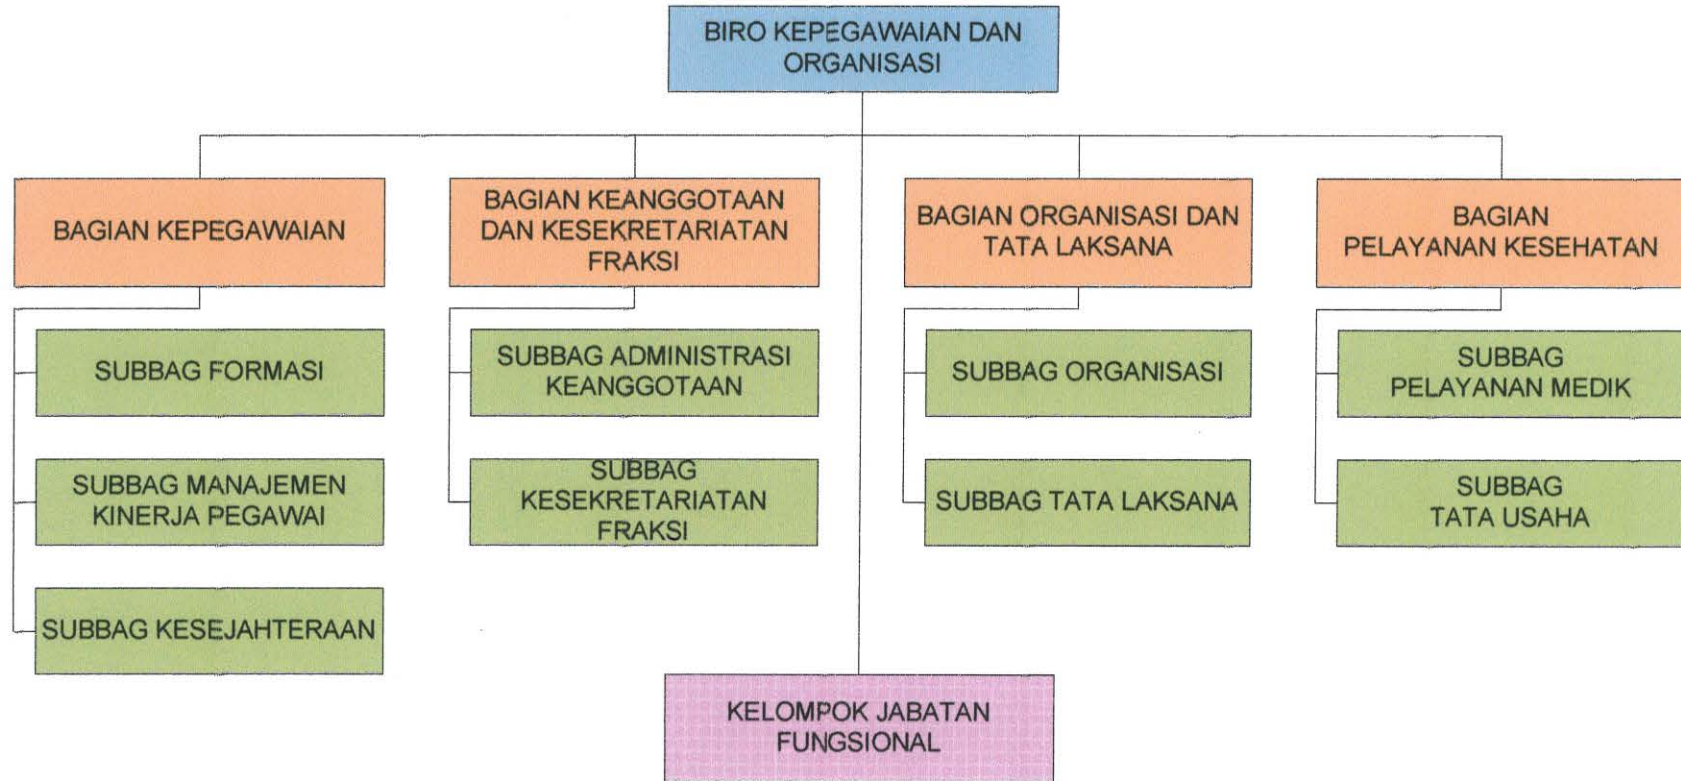 BIRO KEPEGAWAIAN DAN
ORGANISASI
BAGIAN KEPEGAWAIAN
BAGIAN KEANGGOTAAN
DAN KESEKRETARIATAN
FRAKSI
BAGIAN ORGANISASI DAN
TATA LAKSANA
BAGIAN
PELAYANAN KESEHATAN
SUBBAG FORMASI
SUBBAG MANAJEMEN
KINERJA PEGAWAI
SUBBAG KESEJAHTERAAN
SUBBAG ADMINISTRASI
KEANGGOTAAN
SUBBAG
KESEKRETARIATAN
FRAKSI
SUBBAG ORGANISASI
SUBBAG TATA LAKSANA
SUBBAG
PELAYANAN MEDIK
SUBBAG
TATA USAHA
KELOMPOK JABATAN
FUNGSIONAL